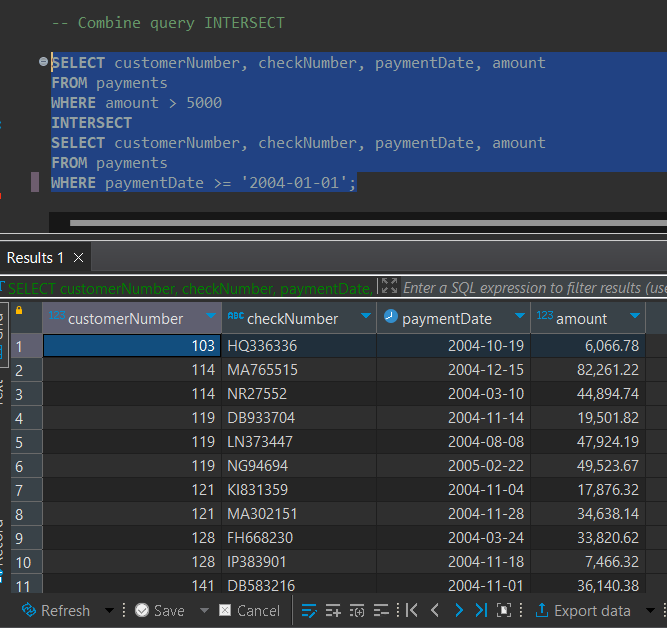 -- Combine query INTERSECT
SELECT customerNumber, checkNumber, paymentDate, amount
FROM payments
WHERE amount > 5000
INTERSECT
SELECT customerNumber, checkNumber, paymentDate, amount
FROM payments
WHERE paymentDate >= '2004-01-01';
Results 1
SELECT customerNumber, checkNumber, paymentDate, Enter a SQL expression to filter results (use
123 customerNumber ABC checkNumber paymentDate 123 amount
1 103 HQ336336 2004-10-19 6,066.78
2 114 MA765515 2004-12-15 82,261.22
3 114 NR27552 2004-03-10 44,894.74
4 119 DB933704 2004-11-14 19,501.82
5 119 LN373447 2004-08-08 47,924.19
6 119 NG94694 2005-02-22 49,523.67
7 121 KI831359 2004-11-04 17,876.32
8 121 MA302151 2004-11-28 34,638.14
9 128 FH668230 2004-03-24 33,820.62
10 128 IP383901 2004-11-18 7,466.32
11 141 DB583216 2004-11-01 36,140.38
Refresh Save Cancel Export data